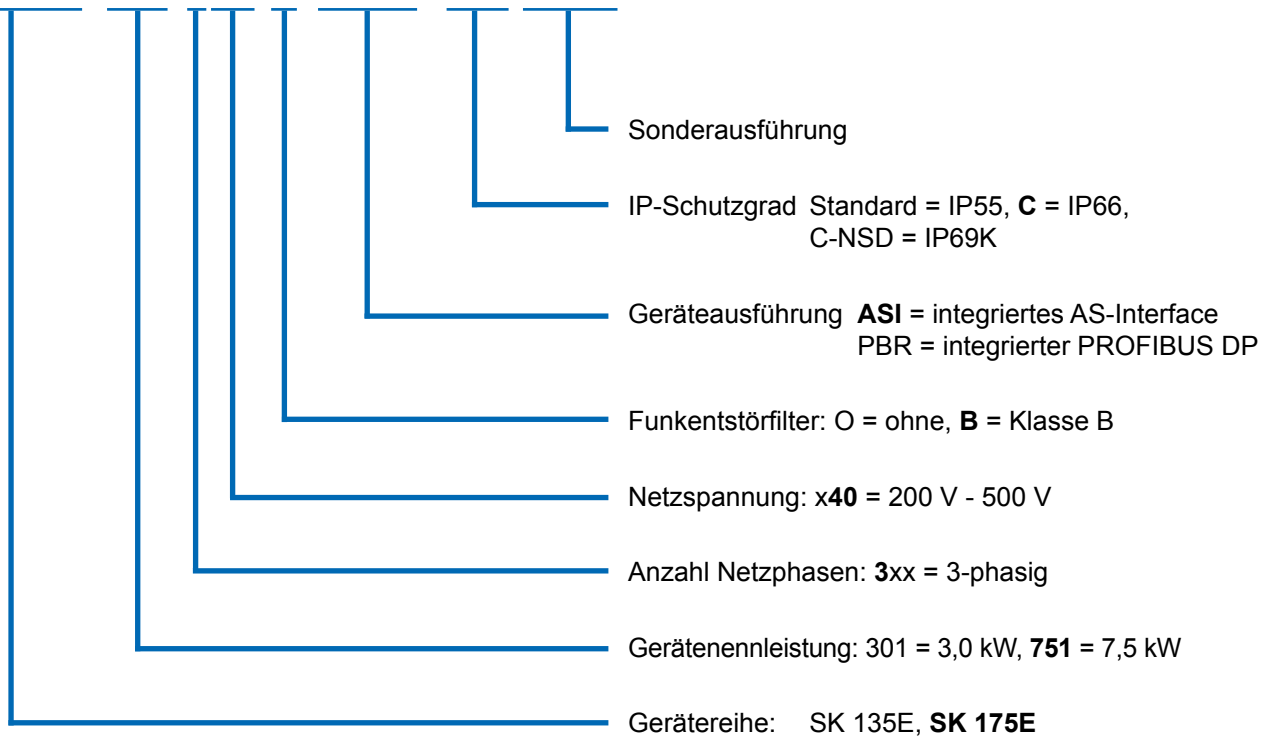 Sonderausführung
IP-Schutzgrad Standard = IP55, C = IP66,
C-NSD = IP69K
Geräteausführung ASI = integriertes AS-Interface
PBR = integrierter PROFIBUS DP
Funkentstörfilter: O = ohne, B = Klasse B
Netzspannung: x40 = 200 V - 500 V
Anzahl Netzphasen: 3xx = 3-phasig
Gerätenennleistung: 301 = 3,0 kW, 751 = 7,5 kW
Gerätereihe: SK 135E, SK 175E